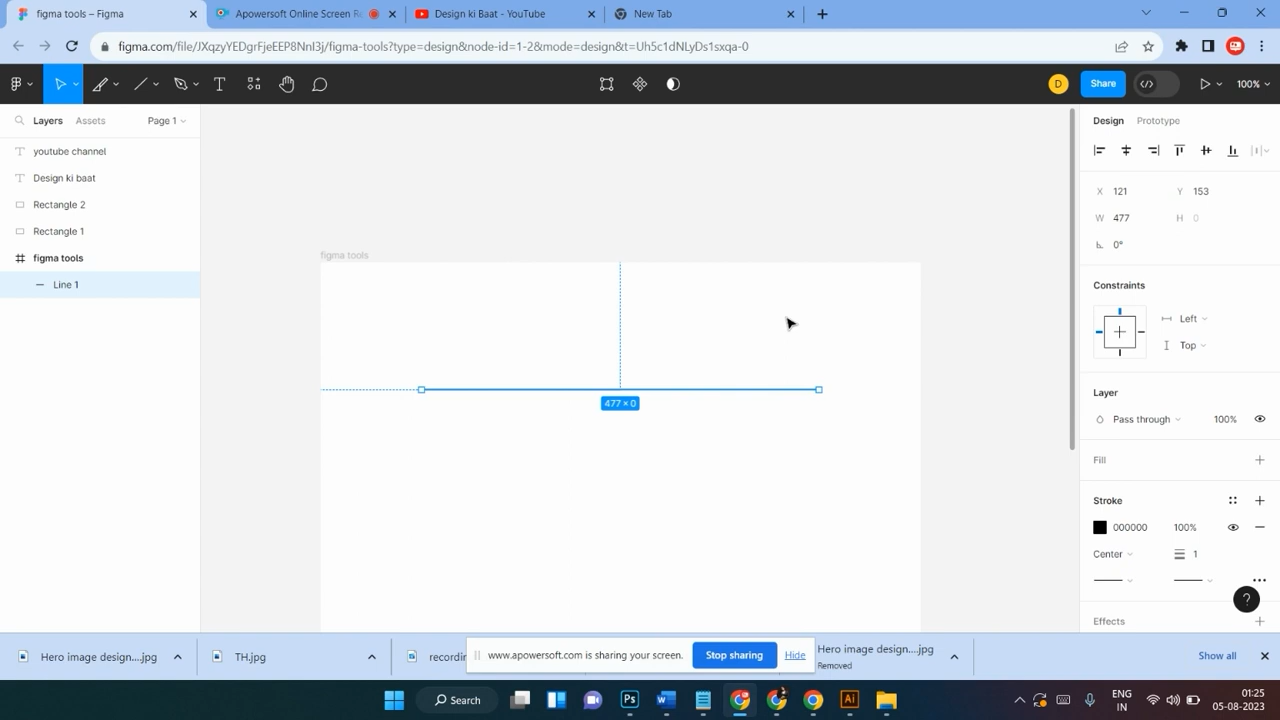 figma tools – Figma
Apowersoft Online Screen Re
Design ki Baat - YouTube
New Tab
figma.com/file/JXqzyYEDgrFjeEEP8NnI3j/figma-tools?type=design&node-id=1-2&mode=design&t=Uh5c1dNLyDs1sxqa-0
D
Share
100%
Layers
Assets
Page 1
youtube channel
Design ki baat
Rectangle 2
Rectangle 1
figma tools
Line 1
figma tools
477 × 0
Design
Prototype
X 121
Y 153
W 477
H 0
0°
Constraints
Left
Top
Layer
Pass through
100%
Fill
Stroke
000000
100%
Center
1
Effects
?
Hero image design....jpg
TH.jpg
recordin
www.apowersoft.com is sharing your screen.
Stop sharing
Hide
Hero image design....jpg
Removed
Show all
Search
Ps
W
Ai
ENG
IN
01:25
05-08-2023